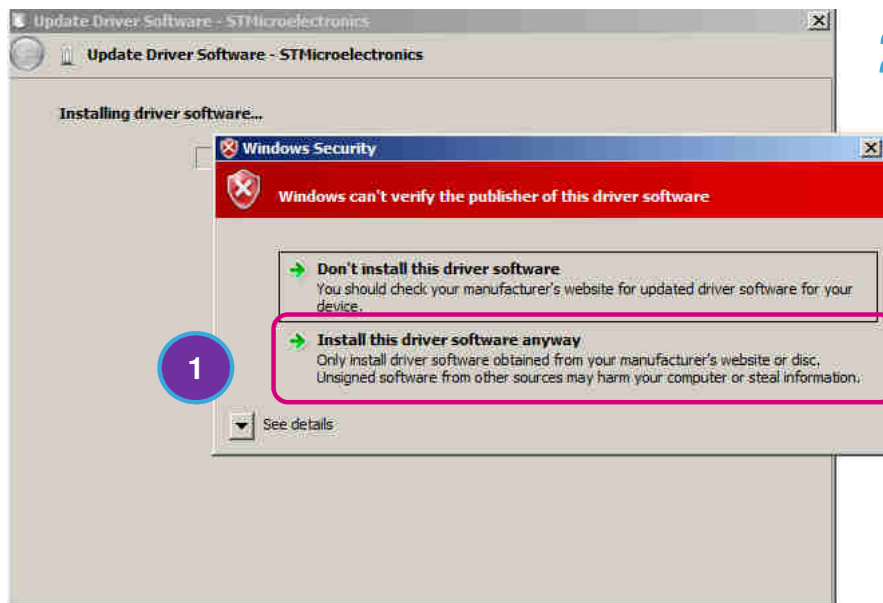 Update Driver Software - STMicroelectronics
Update Driver Software - STMicroelectronics
Installing driver software...
Windows Security
Windows can't verify the publisher of this driver software
Don't install this driver software
You should check your manufacturer's website for updated driver software for your
device.
Install this driver software anyway
Only install driver software obtained from your manufacturer's website or disc.
Unsigned software from other sources may harm your computer or steal information.
1
See details